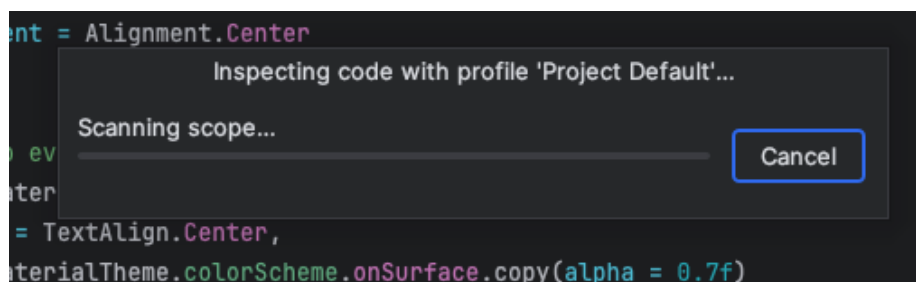 ent = Alignment.Center
Inspecting code with profile 'Project Default'...
Scanning scope...
Cancel
ev
ater
= TextAlign.Center,
aterialTheme.colorScheme.onSurface.copy(alpha = 0.7f)